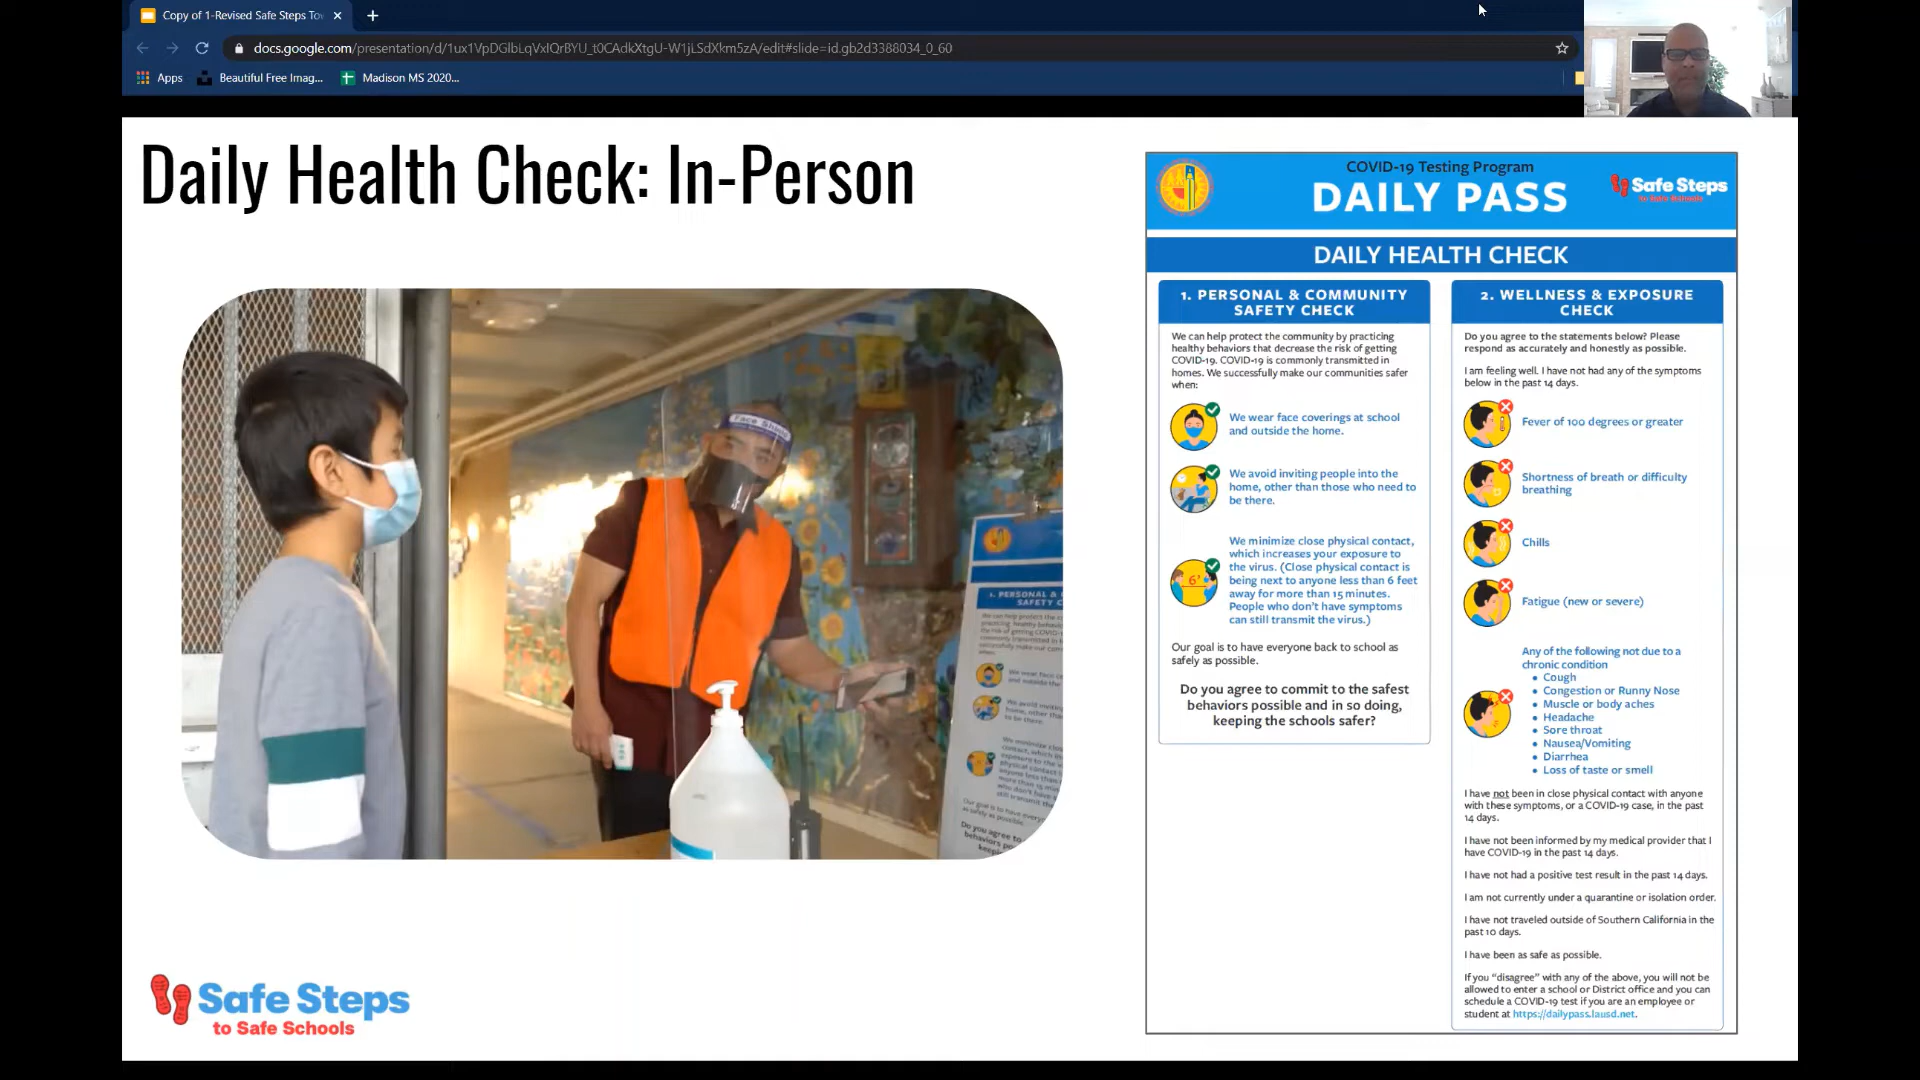 Copy of 1-Revised Safe Steps To
docs.google.com/presentation/d/1ux1VpDGlbLqVxIQrBYU_t0CAdkXtgU-W1jLSdXkm5zA/edit#slide=id.gb2d3388034_0_60
Apps
Beautiful Free Imag...
Madison MS 2020...
Daily Health Check: In-Person
Face Shield
1. PERSONAL &
SAFETY C
Safe Steps
to Safe Schools
COVID-19 Testing Program
DAILY PASS
Safe Steps
to Safe Schools
DAILY HEALTH CHECK
1. PERSONAL & COMMUNITY
SAFETY CHECK
We can help protect the community by practicing
healthy behaviors that decrease the risk of getting
COVID-19. COVID-19 is commonly transmitted in
homes. We successfully make our communities safer
when:
We wear face coverings at school
and outside the home.
We avoid inviting people into the
home, other than those who need to
be there.
6'
We minimize close physical contact,
which increases your exposure to
the virus. (Close physical contact is
being next to anyone less than 6 feet
away for more than 15 minutes.
People who don't have symptoms
can still transmit the virus.)
Our goal is to have everyone back to school as
safely as possible.
Do you agree to commit to the safest
behaviors possible and in so doing,
keeping the schools safer?
2. WELLNESS & EXPOSURE
CHECK
Do you agree to the statements below? Please
respond as accurately and honestly as possible.
I am feeling well. I have not had any of the symptoms
below in the past 14 days.
Fever of 100 degrees or greater
Shortness of breath or difficulty
breathing
Chills
Fatigue (new or severe)
Any of the following not due to a
chronic condition
• Cough
• Congestion or Runny Nose
• Muscle or body aches
• Headache
• Sore throat
• Nausea/Vomiting
• Diarrhea
• Loss of taste or smell
I have not been in close physical contact with anyone
with these symptoms, or a COVID-19 case, in the past
14 days.
I have not been informed by my medical provider that I
have COVID-19 in the past 14 days.
I have not had a positive test result in the past 14 days.
I am not currently under a quarantine or isolation order.
I have not traveled outside of Southern California in the
past 10 days.
I have been as safe as possible.
If you “disagree” with any of the above, you will not be
allowed to enter a school or District office and you can
schedule a COVID-19 test if you are an employee or
student at https://dailypass.lausd.net.